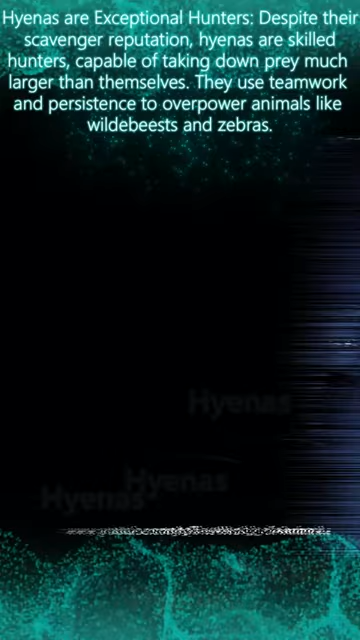 Hyenas are Exceptional Hunters: Despite their
scavenger reputation, hyenas are skilled
hunters, capable of taking down prey much
larger than themselves. They use teamwork
and persistence to overpower animals like
wildebeests and zebras.
Hyenas
Hyenas
Hyenas